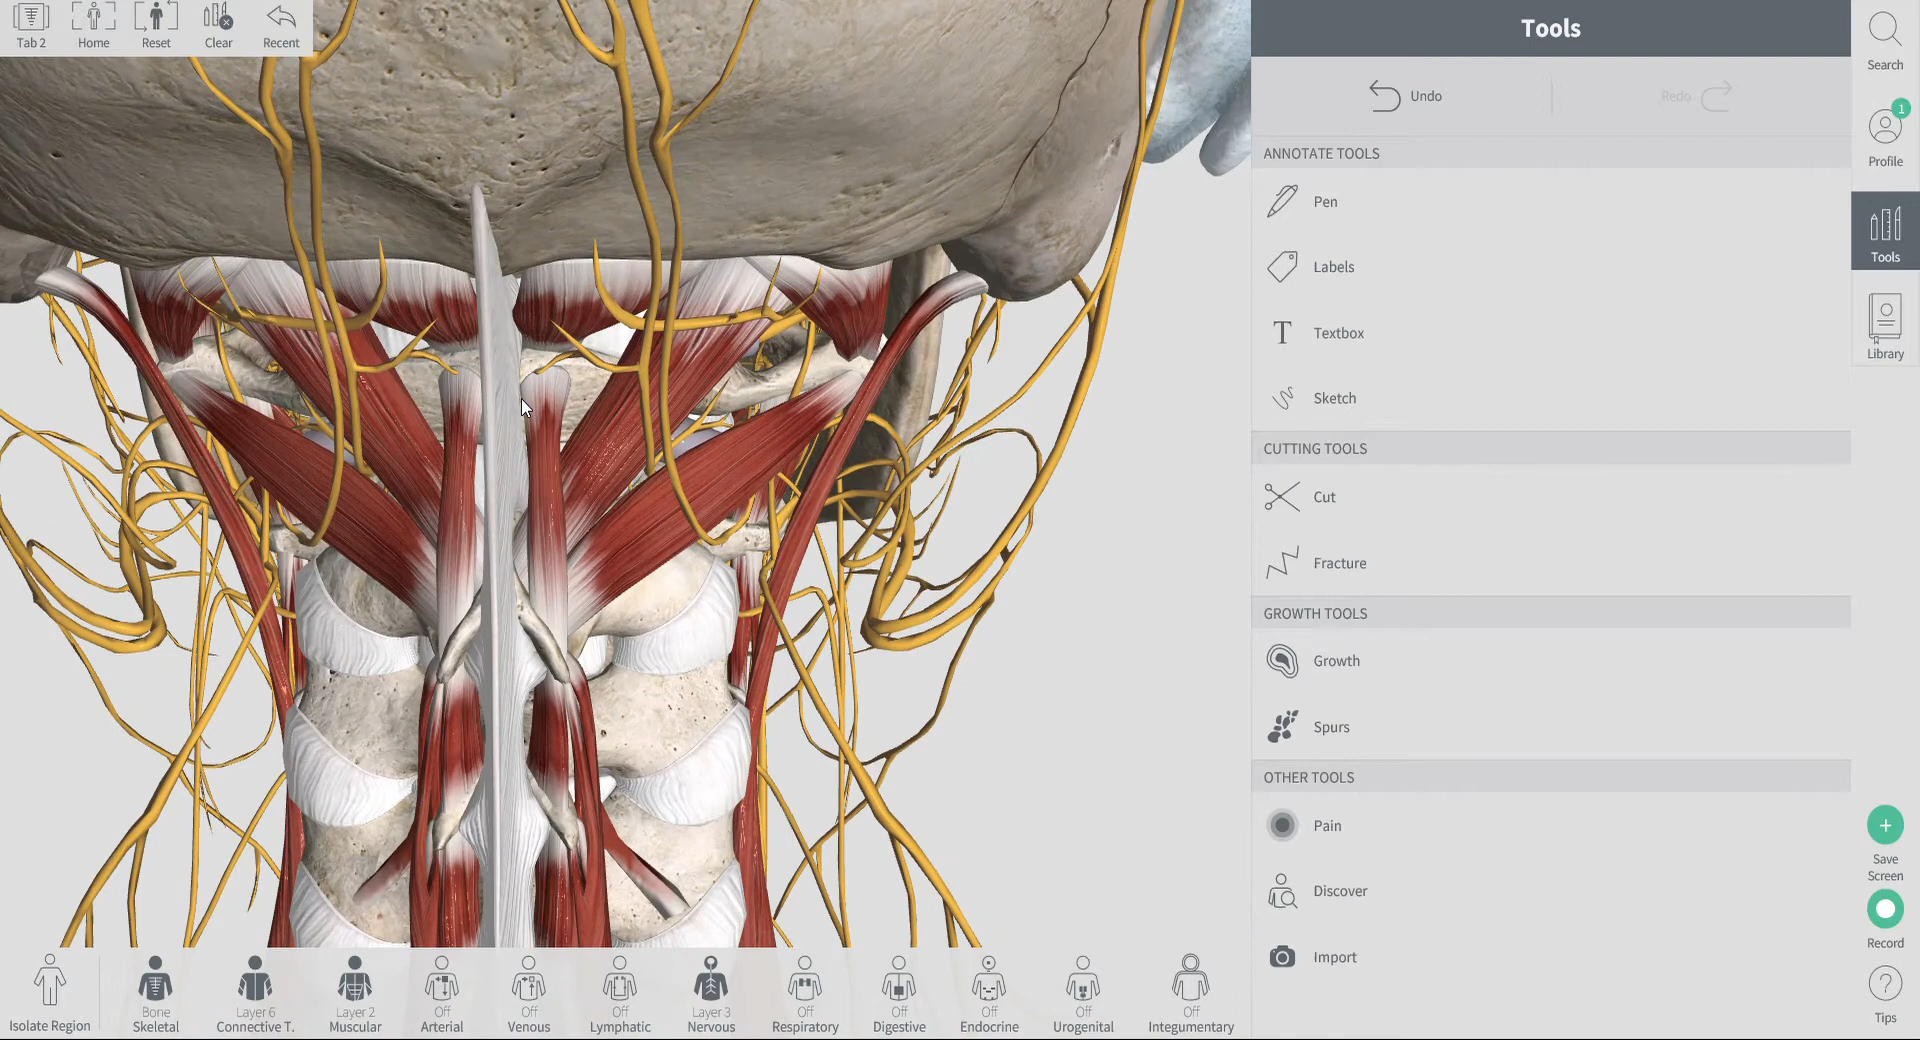 Tab 2
Home
Reset
Clear
Recent
Tools
Undo
Redo
ANNOTATE TOOLS
Pen
Labels
T
Textbox
Sketch
CUTTING TOOLS
Cut
Fracture
GROWTH TOOLS
Growth
Spurs
OTHER TOOLS
Pain
Discover
Import
Search
1
Profile
Tools
Library
+
Save
Screen
Record
?
Tips
Isolate Region
Bone
Skeletal
Layer 6
Connective T.
Layer 2
Muscular
Off
Arterial
Off
Venous
Off
Lymphatic
Layer 3
Nervous
Off
Respiratory
Off
Digestive
Off
Endocrine
Off
Urogenital
Off
Integumentary